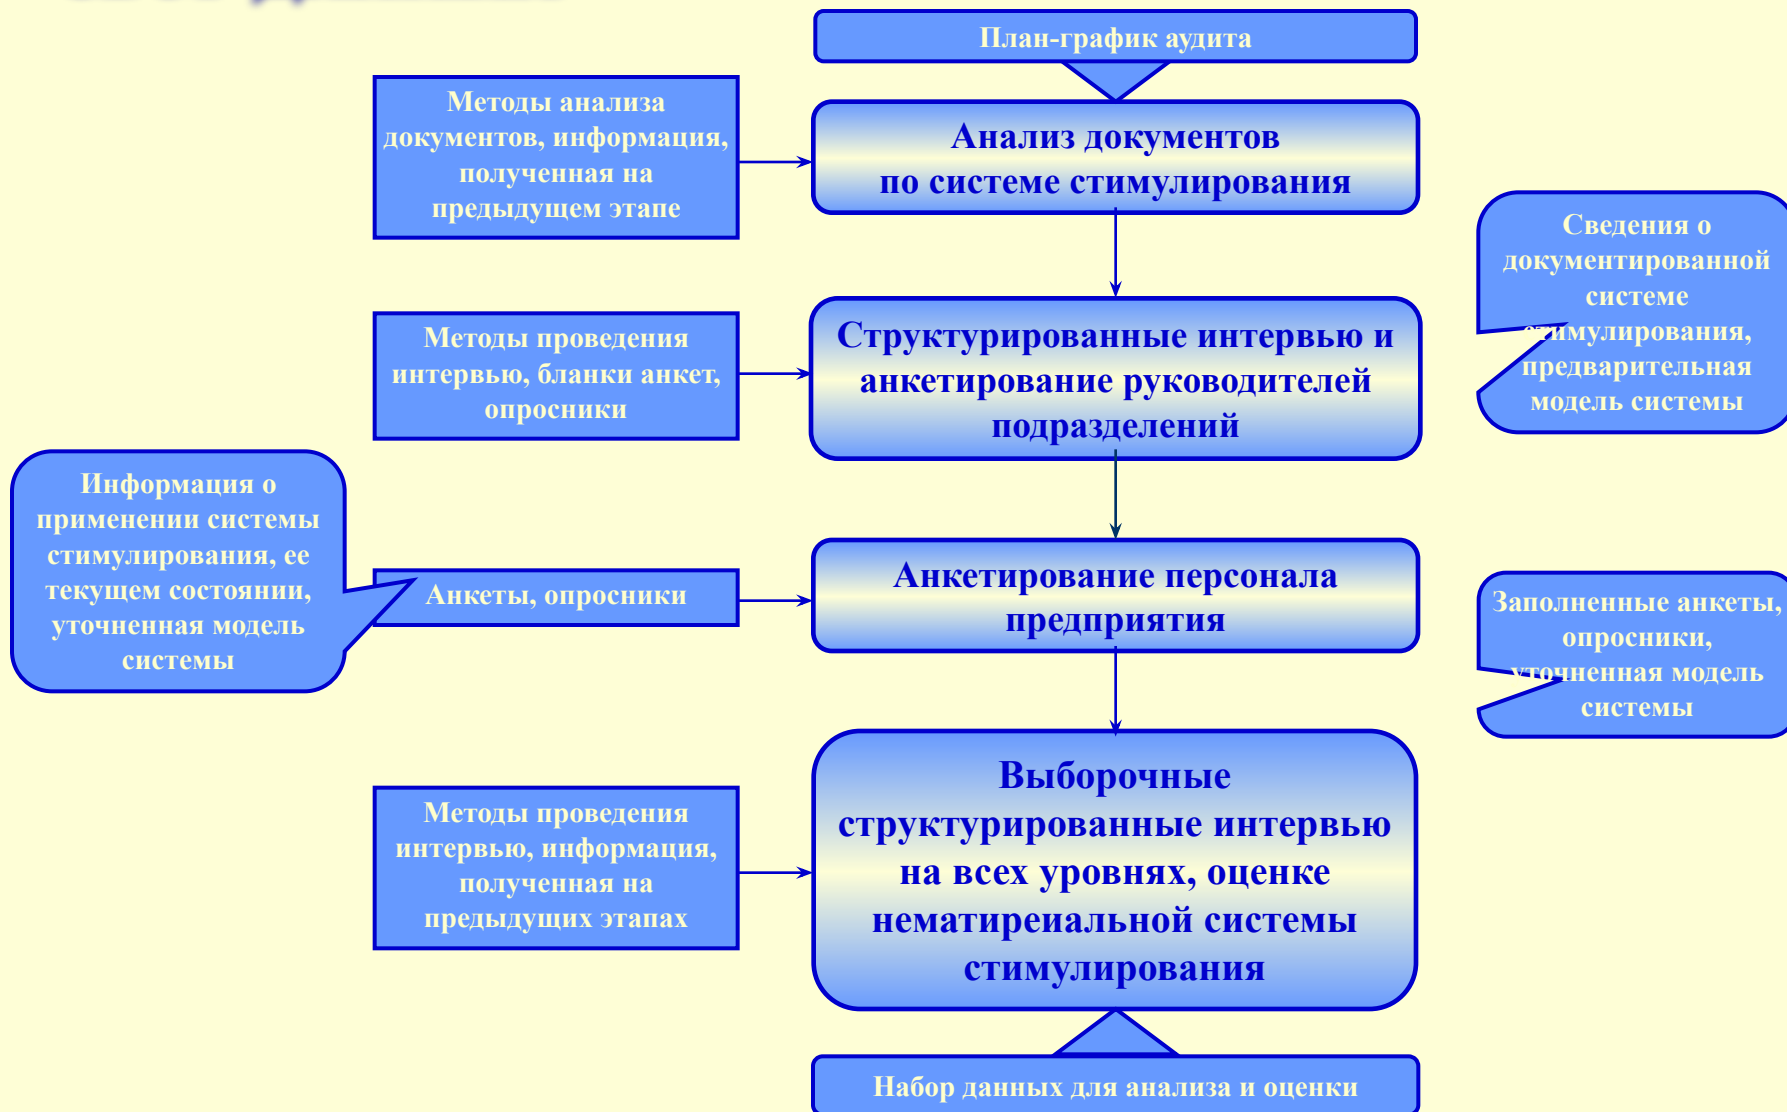 План-график аудита
Методы анализа
документов, информация,
полученная на
предыдущем этапе
Анализ документов
по системе стимулирования
Сведения о
документированной
системе
стимулирования,
предварительная
модель системы
Методы проведения
интервью, бланки анкет,
опросники
Структурированные интервью и
анкетирование руководителей
подразделений
Информация о
применении системы
стимулирования, ее
текущем состоянии,
уточненная модель
системы
Анкеты, опросники
Анкетирование персонала
предприятия
Заполненные анкеты,
опросники,
уточненная модель
системы
Методы проведения
интервью, информация,
полученная на
предыдущих этапах
Выборочные
структурированные интервью
на всех уровнях, оценке
нематиреиальной системы
стимулирования
Набор данных для анализа и оценки